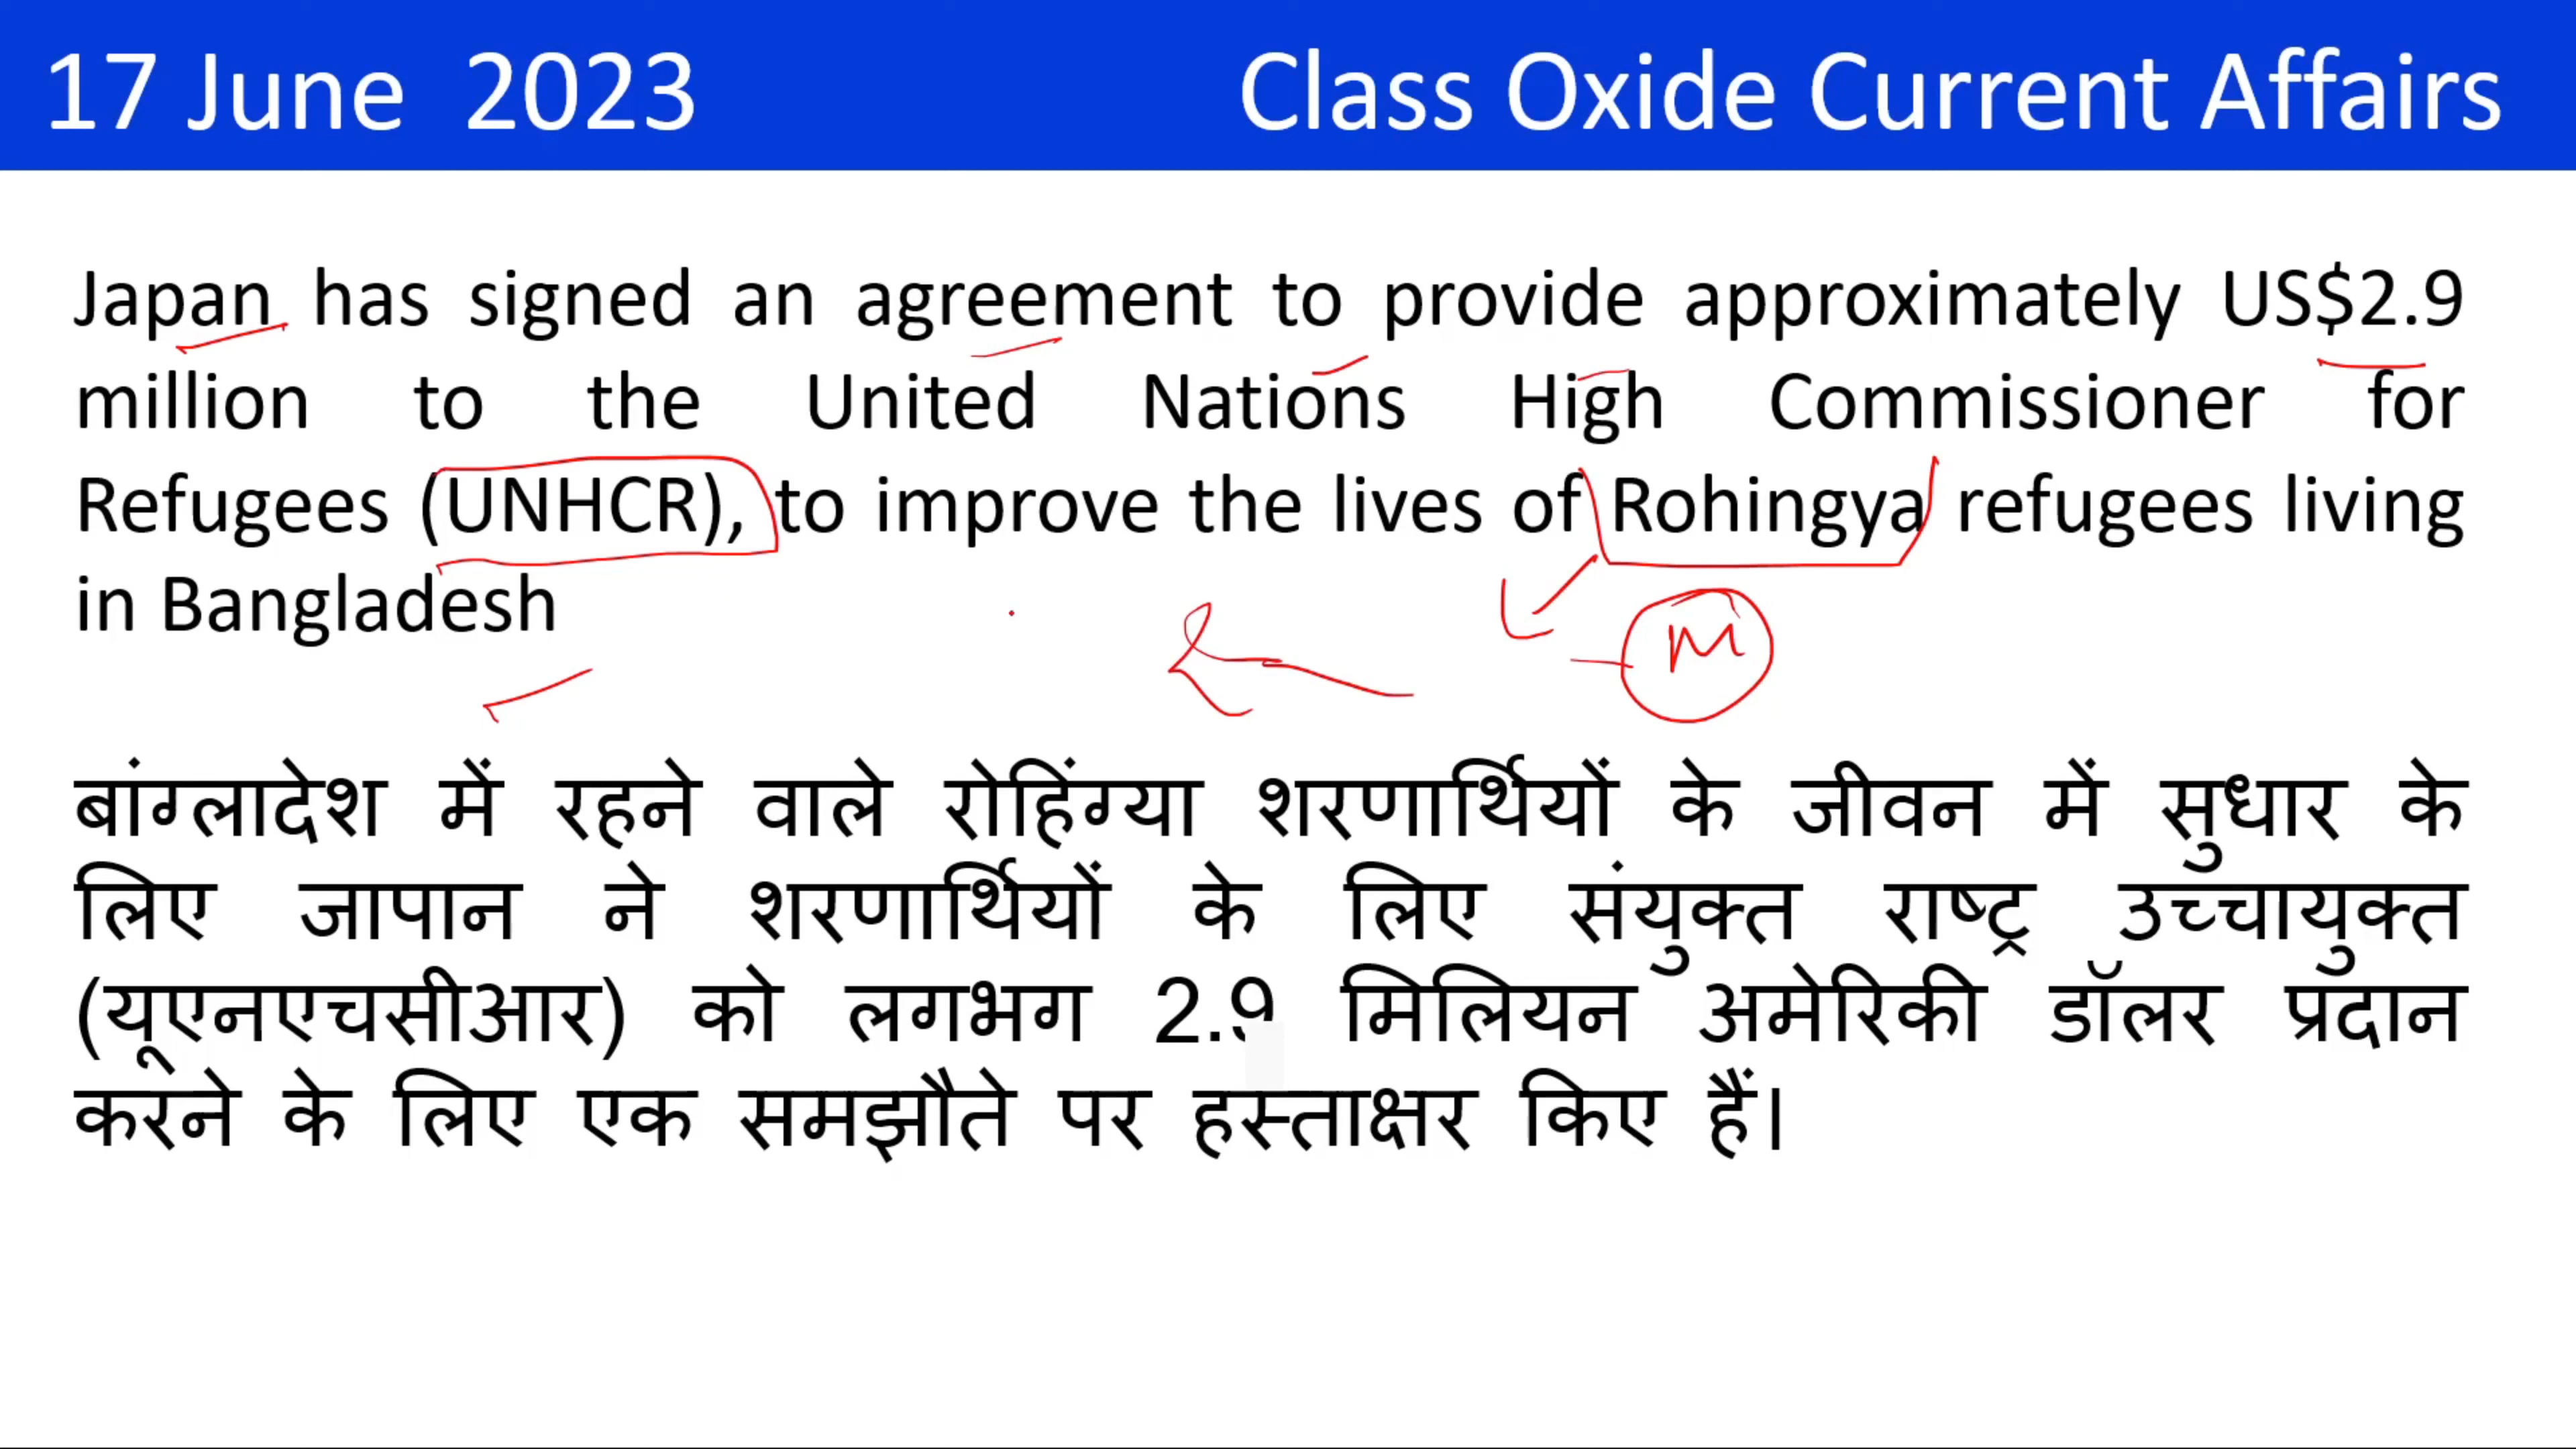 17 June 2023 Class Oxide Current Affairs
Japan has signed an agreement to provide approximately US$2.9
million to the United Nations High Commissioner for
Refugees (UNHCR), to improve the lives of Rohingya refugees living
in Bangladesh
M
बांग्लादेश में रहने वाले रोहिंग्या शरणार्थियों के जीवन में सुधार के
लिए जापान ने शरणार्थियों के लिए संयुक्त राष्ट्र उच्चायुक्त
(यूएनएचसीआर) को लगभग 2.9 मिलियन अमेरिकी डॉलर प्रदान
करने के लिए एक समझौते पर हस्ताक्षर किए हैं।